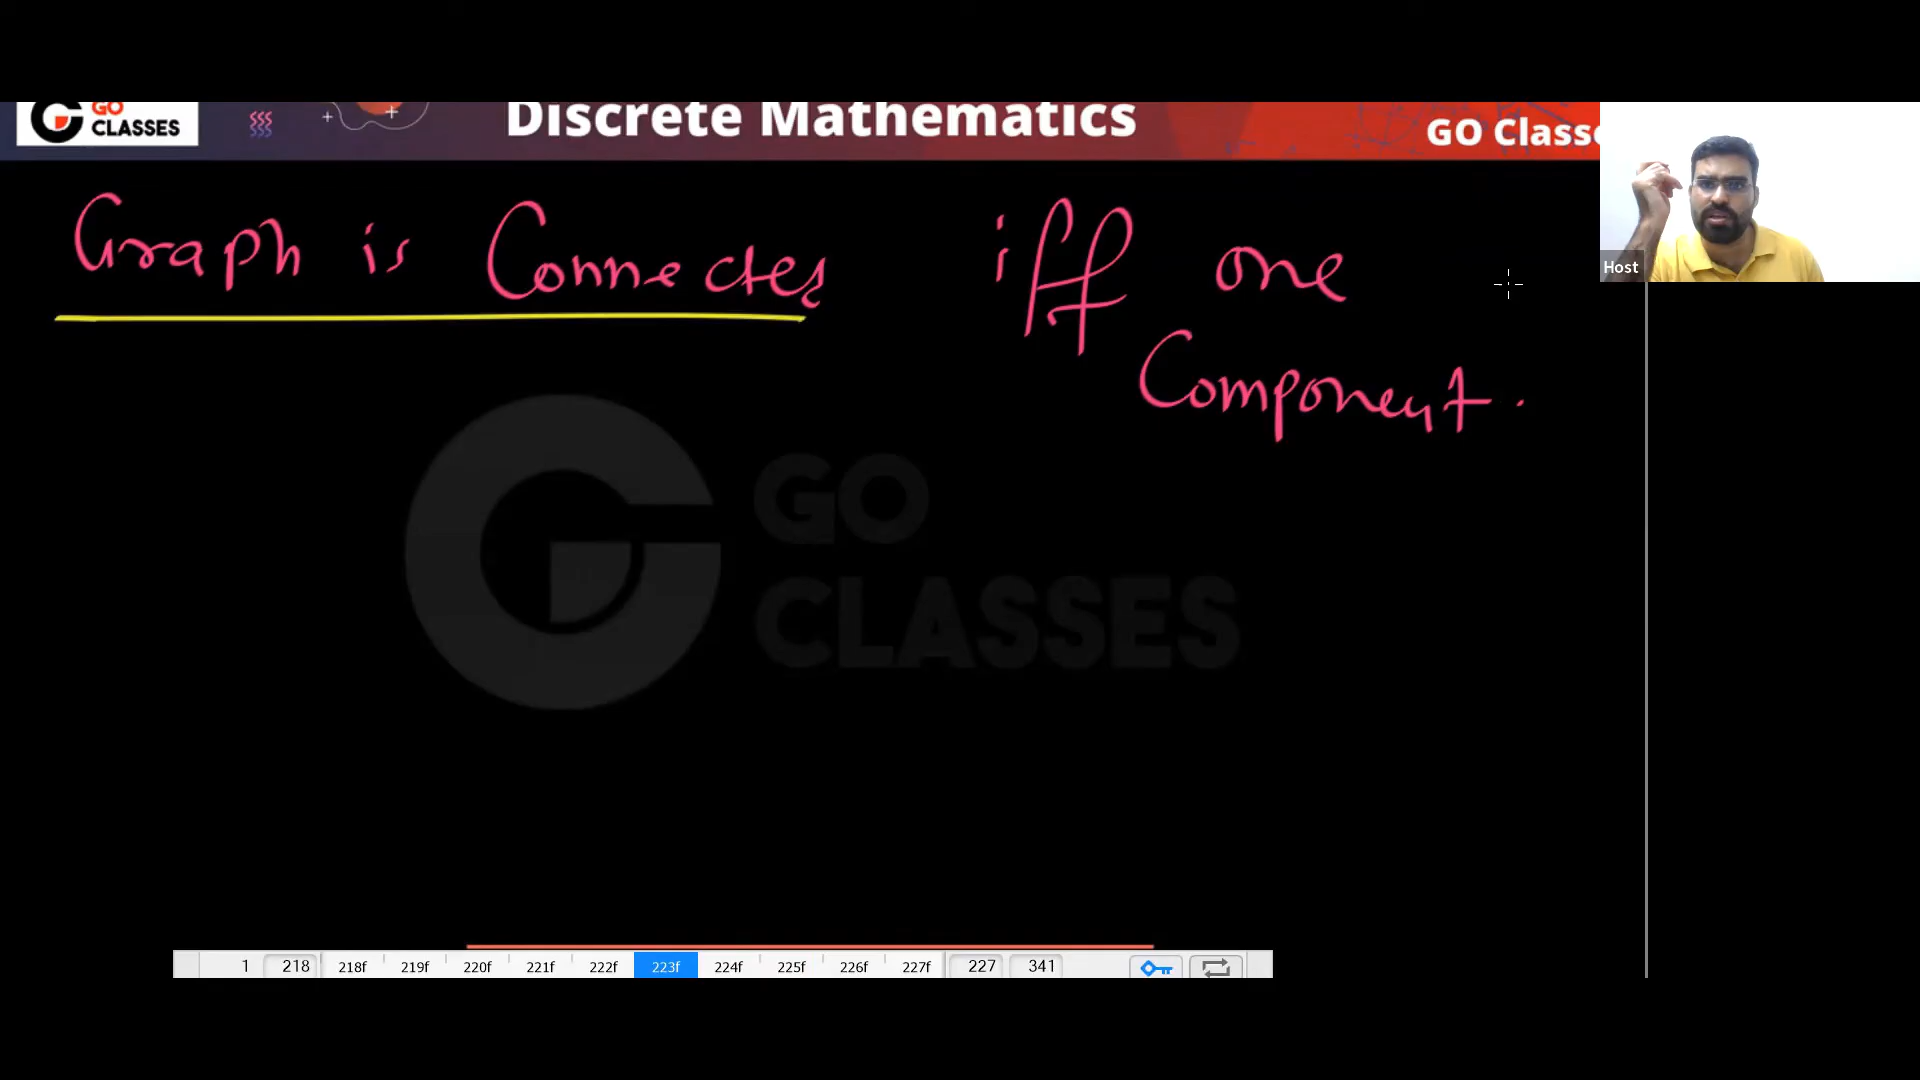 GO
CLASSES
Discrete Mathematics
GO Classe
Host
Graph is Connected iff one
Component.
GO
CLASSES
1 218 218f 219f 220f 221f 222f 223f 224f 225f 226f 227f 227 341